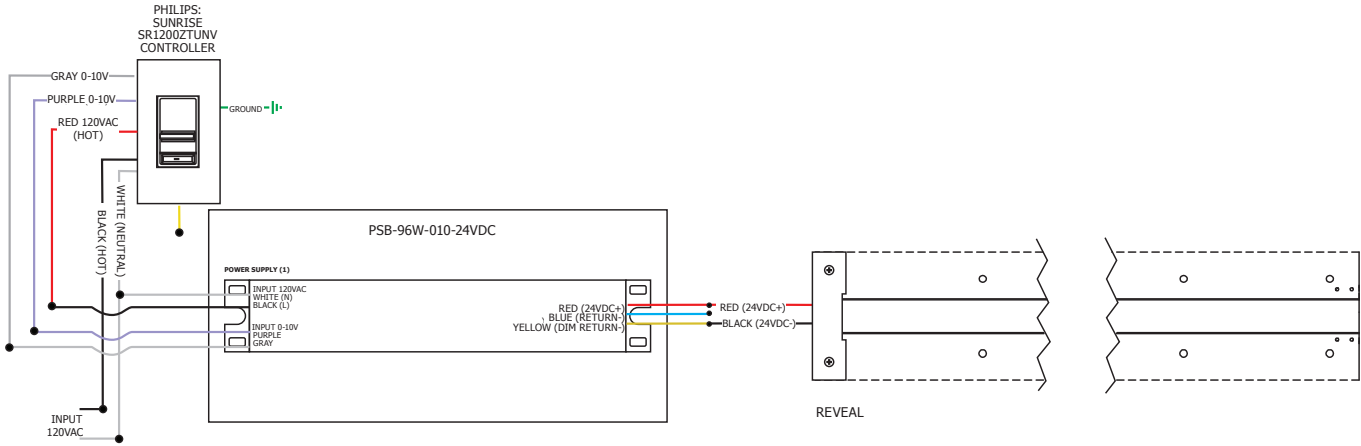 PHILIPS:
SUNRISE
SR1200ZTUNV
CONTROLLER
GRAY 0-10V
PURPLE 0-10V
RED 120VAC
(HOT)
GROUND
WHITE (NEUTRAL)
BLACK (HOT)
INPUT
120VAC
PSB-96W-010-24VDC
POWER SUPPLY (1)
INPUT 120VAC
WHITE (N)
BLACK (L)
INPUT 0-10V
PURPLE
GRAY
RED (24VDC+)
BLUE (RETURN-)
YELLOW (DIM RETURN-)
RED (24VDC+)
BLACK (24VDC-)
REVEAL